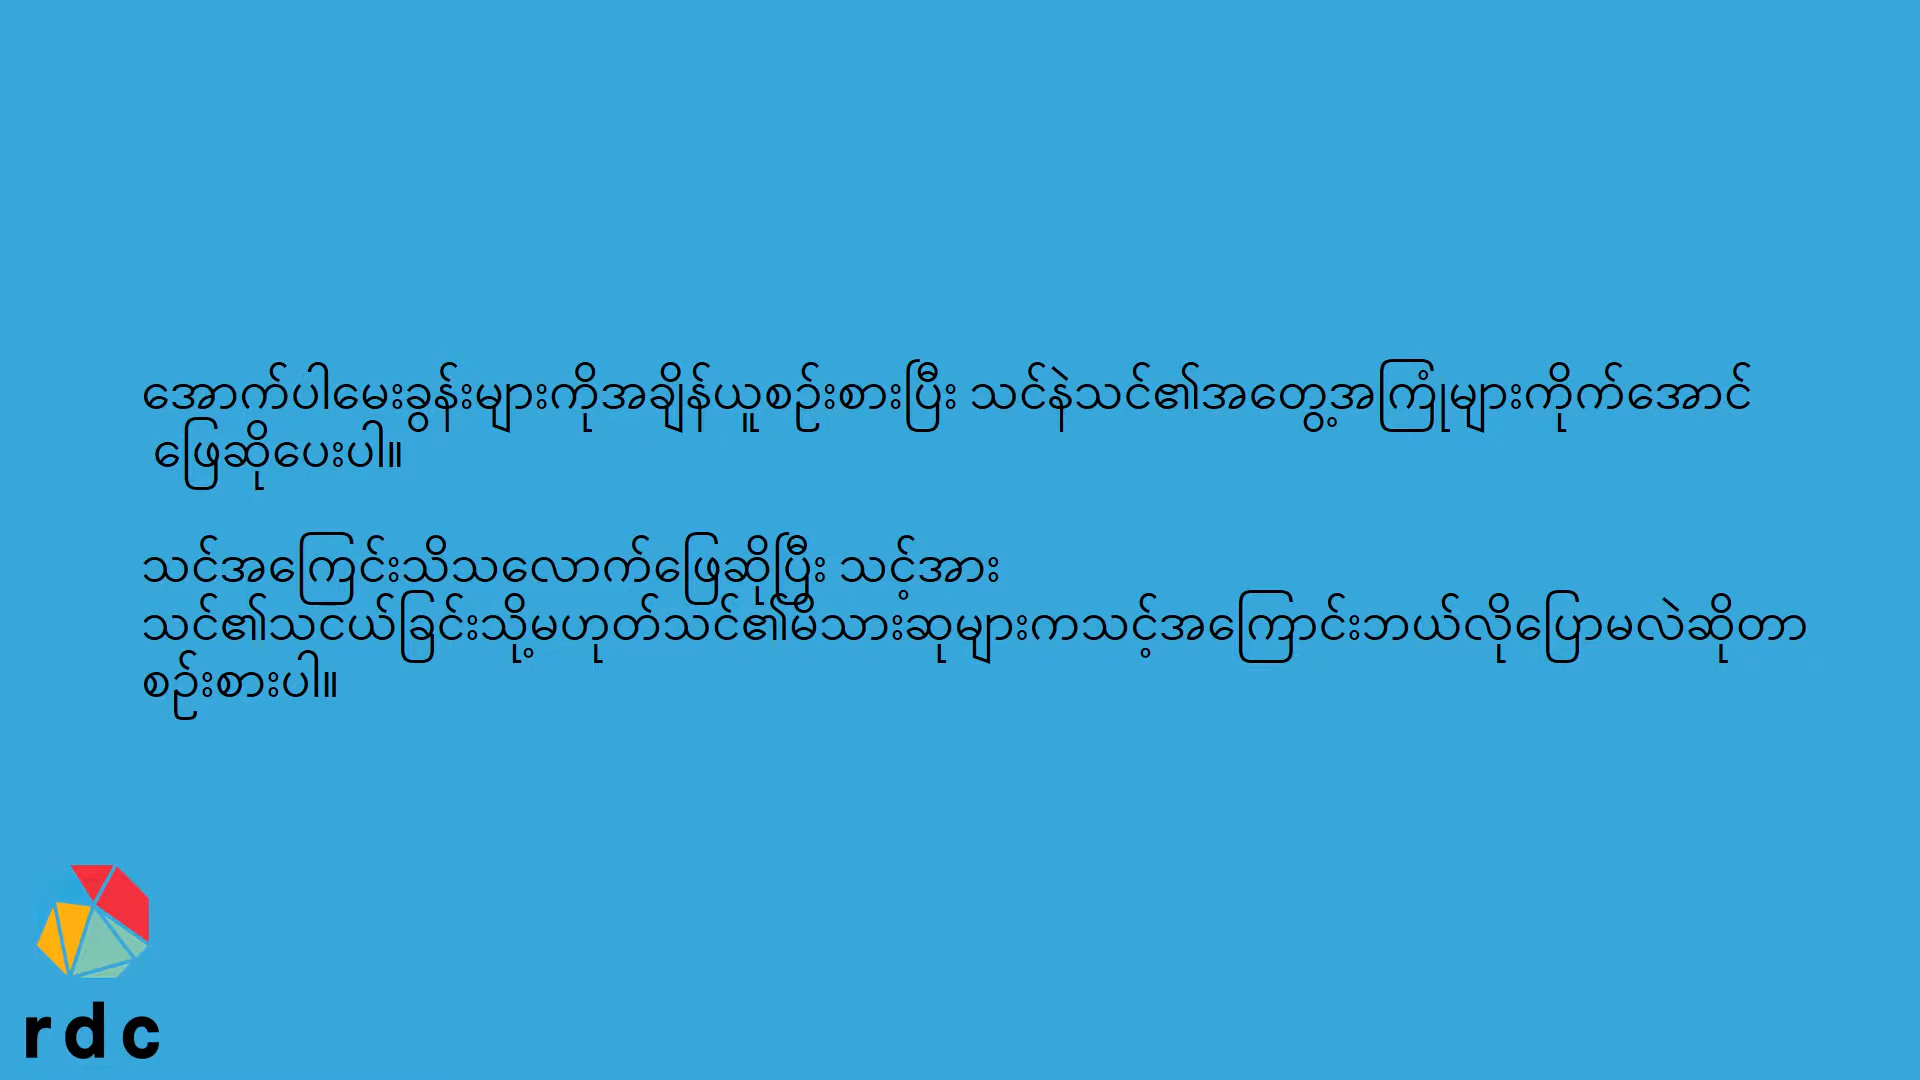 အောက်ပါမေးခွန်းများကိုအချိန်ယူစဉ်းစားပြီး သင်နဲ့သင်၏အတွေ့အကြုံများကိုက်အောင်
ဖြေဆိုပေးပါ။
သင်အကြေင်းသိသလောက်ဖြေဆိုပြီး သင့်အား
သင်၏သငယ်ခြင်းသို့မဟုတ်သင်၏မိသားဆုများကသင့်အကြောင်းဘယ်လိုပြောမလဲဆိုတာ
စဉ်းစားပါ။
rdc